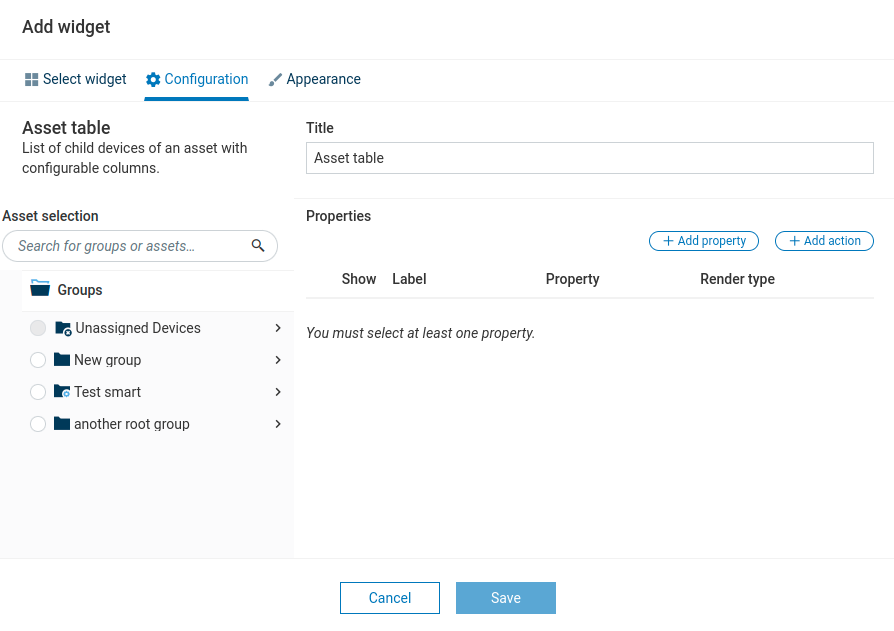 Add widget
Select widget Configuration Appearance
Asset table
List of child devices of an asset with
configurable columns.
Asset selection
Search for groups or assets…
Groups
Unassigned Devices
New group
Test smart
another root group
Title
Asset table
Properties
Add property Add action
Show Label Property Render type
You must select at least one property.
Cancel Save